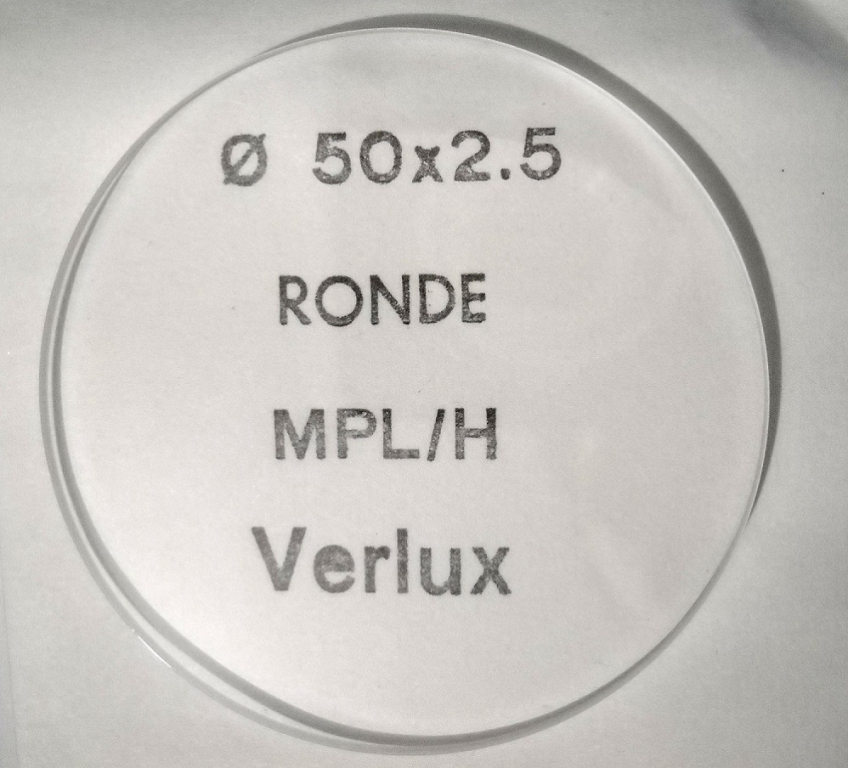 Ø 50x2.5
RONDE
MPL/H
Verlux